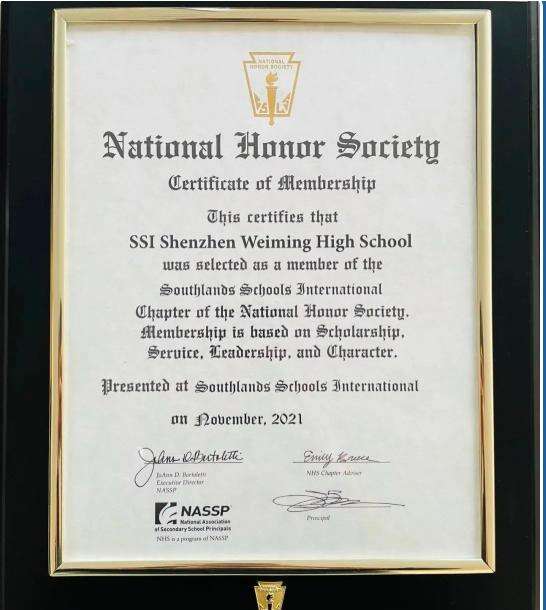 NATIONAL
HONOR SOCIETY
National Honor Society
Certificate of Membership
This certifies that
SSI Shenzhen Weiming High School
was selected as a member of the
Southlands Schools International
Chapter of the National Honor Society.
Membership is based on Scholarship,
Service, Leadership, and Character.
Presented at Southlands Schools International
on November, 2021
JoAnn D. Bartoletti
JoAnn D. Bartoletti
Executive Director
NASSP
NHS Chapter Adviser
NASSP
National Association
of Secondary School Principals
NHS is a program of NASSP
Principal